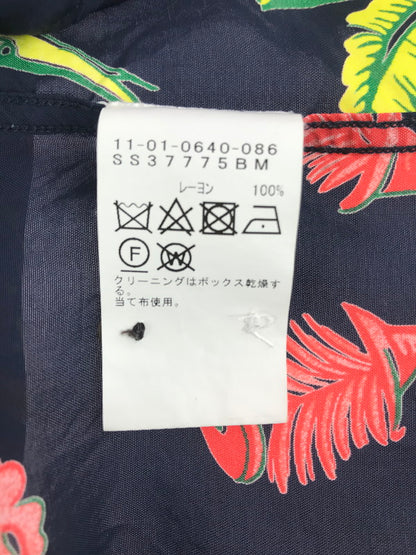 11-01-0640-086
SS37775BM
レーヨン 100%
F W
クリーニングはボックス乾燥す
る。
当て布使用。